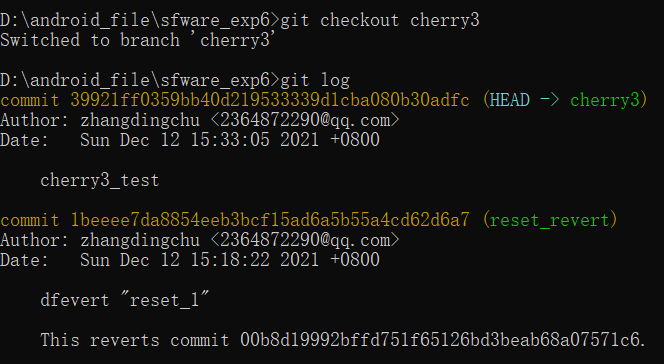 D:\android_file\sfware_exp6>git checkout cherry3
Switched to branch 'cherry3'
D:\android_file\sfware_exp6>git log
commit 39921ff0359bb40d219533339d1cba080b30adfc (HEAD -> cherry3)
Author: zhangdingchu <2364872290@qq.com>
Date:   Sun Dec 12 15:33:05 2021 +0800
cherry3_test
commit 1beeee7da8854eeb3bcf15ad6a5b55a4cd62d6a7 (reset_revert)
Author: zhangdingchu <2364872290@qq.com>
Date:   Sun Dec 12 15:18:22 2021 +0800
dfevert "reset_1"
This reverts commit 00b8d19992bffd751f65126bd3beab68a07571c6.